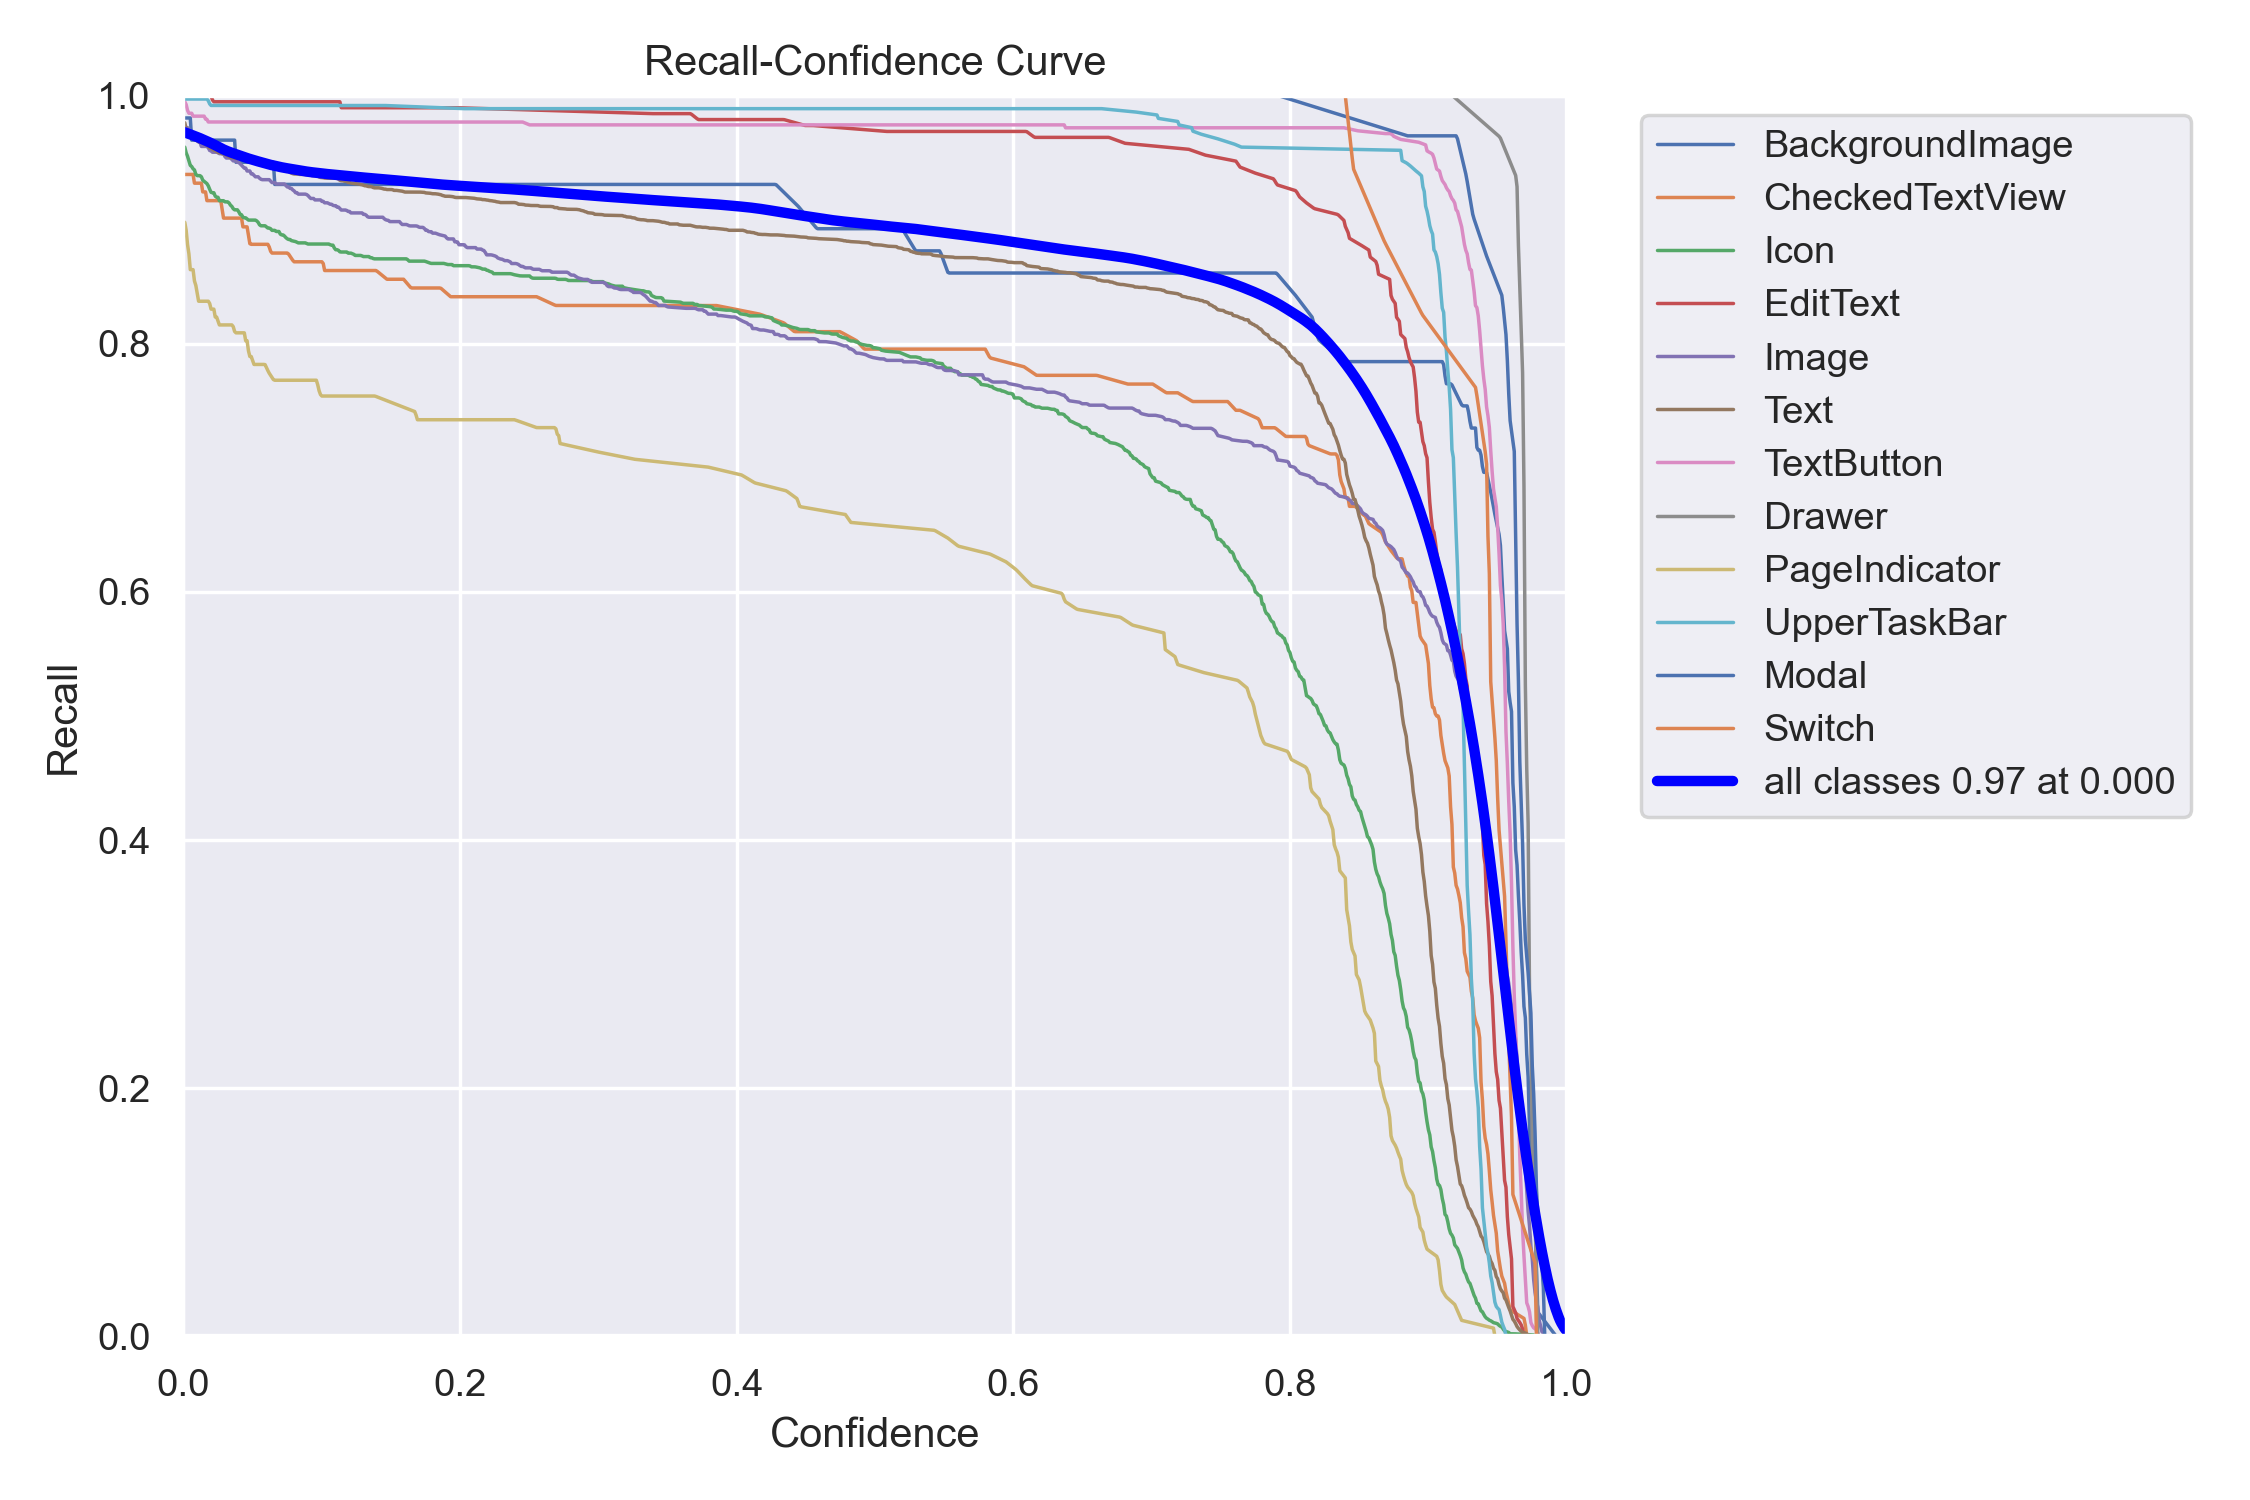 Recall-Confidence Curve
1.0
0.8
0.6
0.4
0.2
0.0
Recall
0.0 0.2 0.4 0.6 0.8 1.0
Confidence
BackgroundImage
CheckedTextView
Icon
EditText
Image
Text
TextButton
Drawer
PageIndicator
UpperTaskBar
Modal
Switch
all classes 0.97 at 0.000